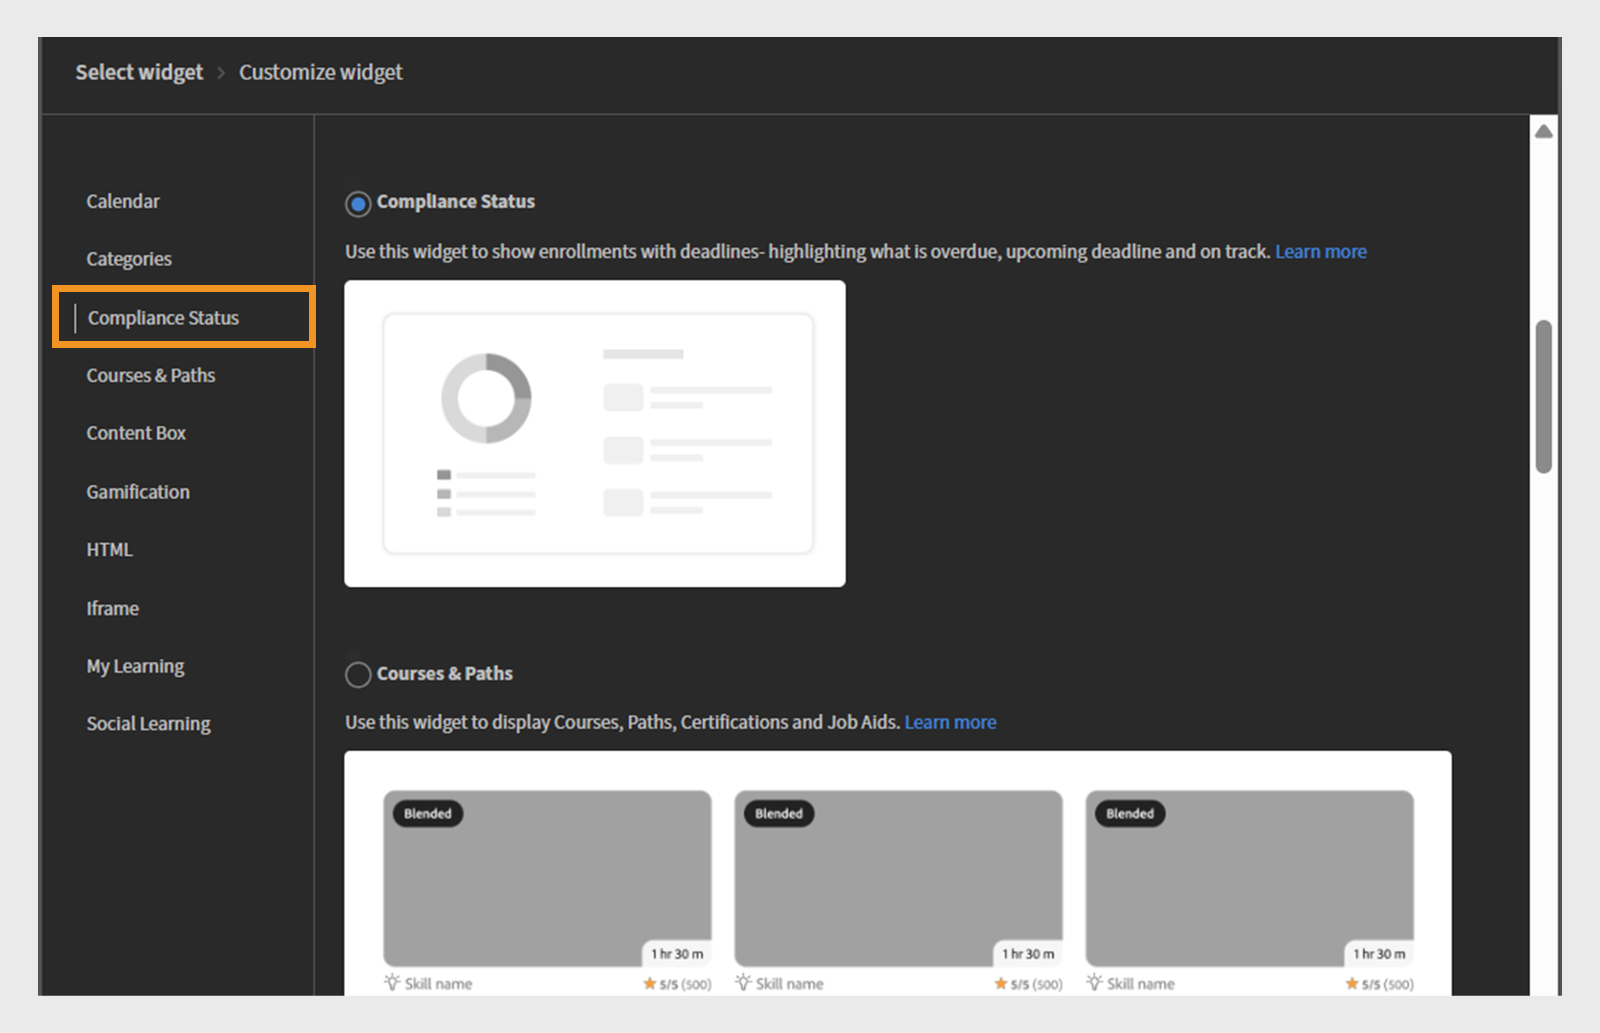 Select widget > Customize widget
Calendar
Categories
Compliance Status
Courses & Paths
Content Box
Gamification
HTML
Iframe
My Learning
Social Learning
Compliance Status
Use this widget to show enrollments with deadlines- highlighting what is overdue, upcoming deadline and on track. Learn more
Courses & Paths
Use this widget to display Courses, Paths, Certifications and Job Aids. Learn more
Blended Blended Blended
1 hr 30 m 1 hr 30 m 1 hr 30 m
Skill name 5/5 (500) Skill name 5/5 (500) Skill name 5/5 (500)